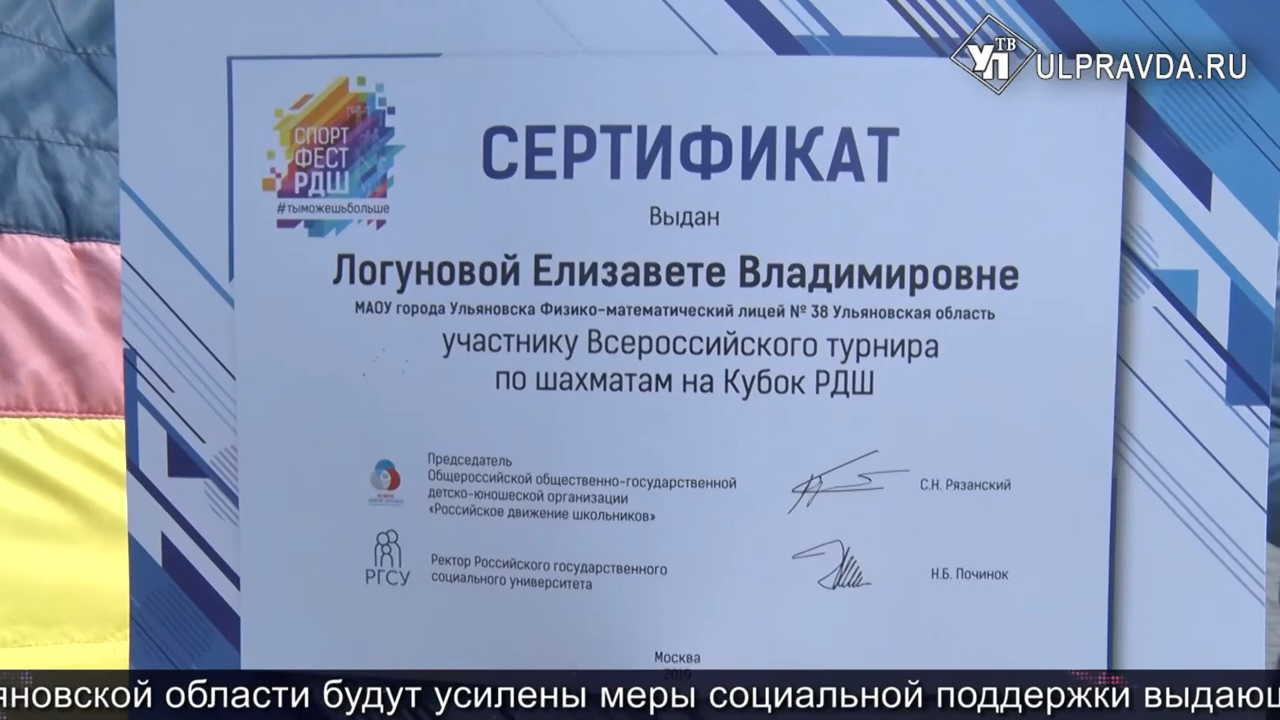 ТВ
УП
ULPRAVDA.RU
СПОРТ
ФЕСТ
РДШ
#ТЫМОЖЕШЬБОЛЬШЕ
СЕРТИФИКАТ
Выдан
Логуновой Елизавете Владимировне
МАОУ города Ульяновска Физико-математический лицей № 38 Ульяновская область
участнику Всероссийского турнира
по шахматам на Кубок РДШ
Председатель
Общероссийской общественно-государственной
детско-юношеской организации
«Российское движение школьников»
С.Н. Рязанский
РГСУ
Ректор Российского государственного
социального университета
Н.Б. Починок
Москва
2019
яновской области будут усилены меры социальной поддержки выдающ